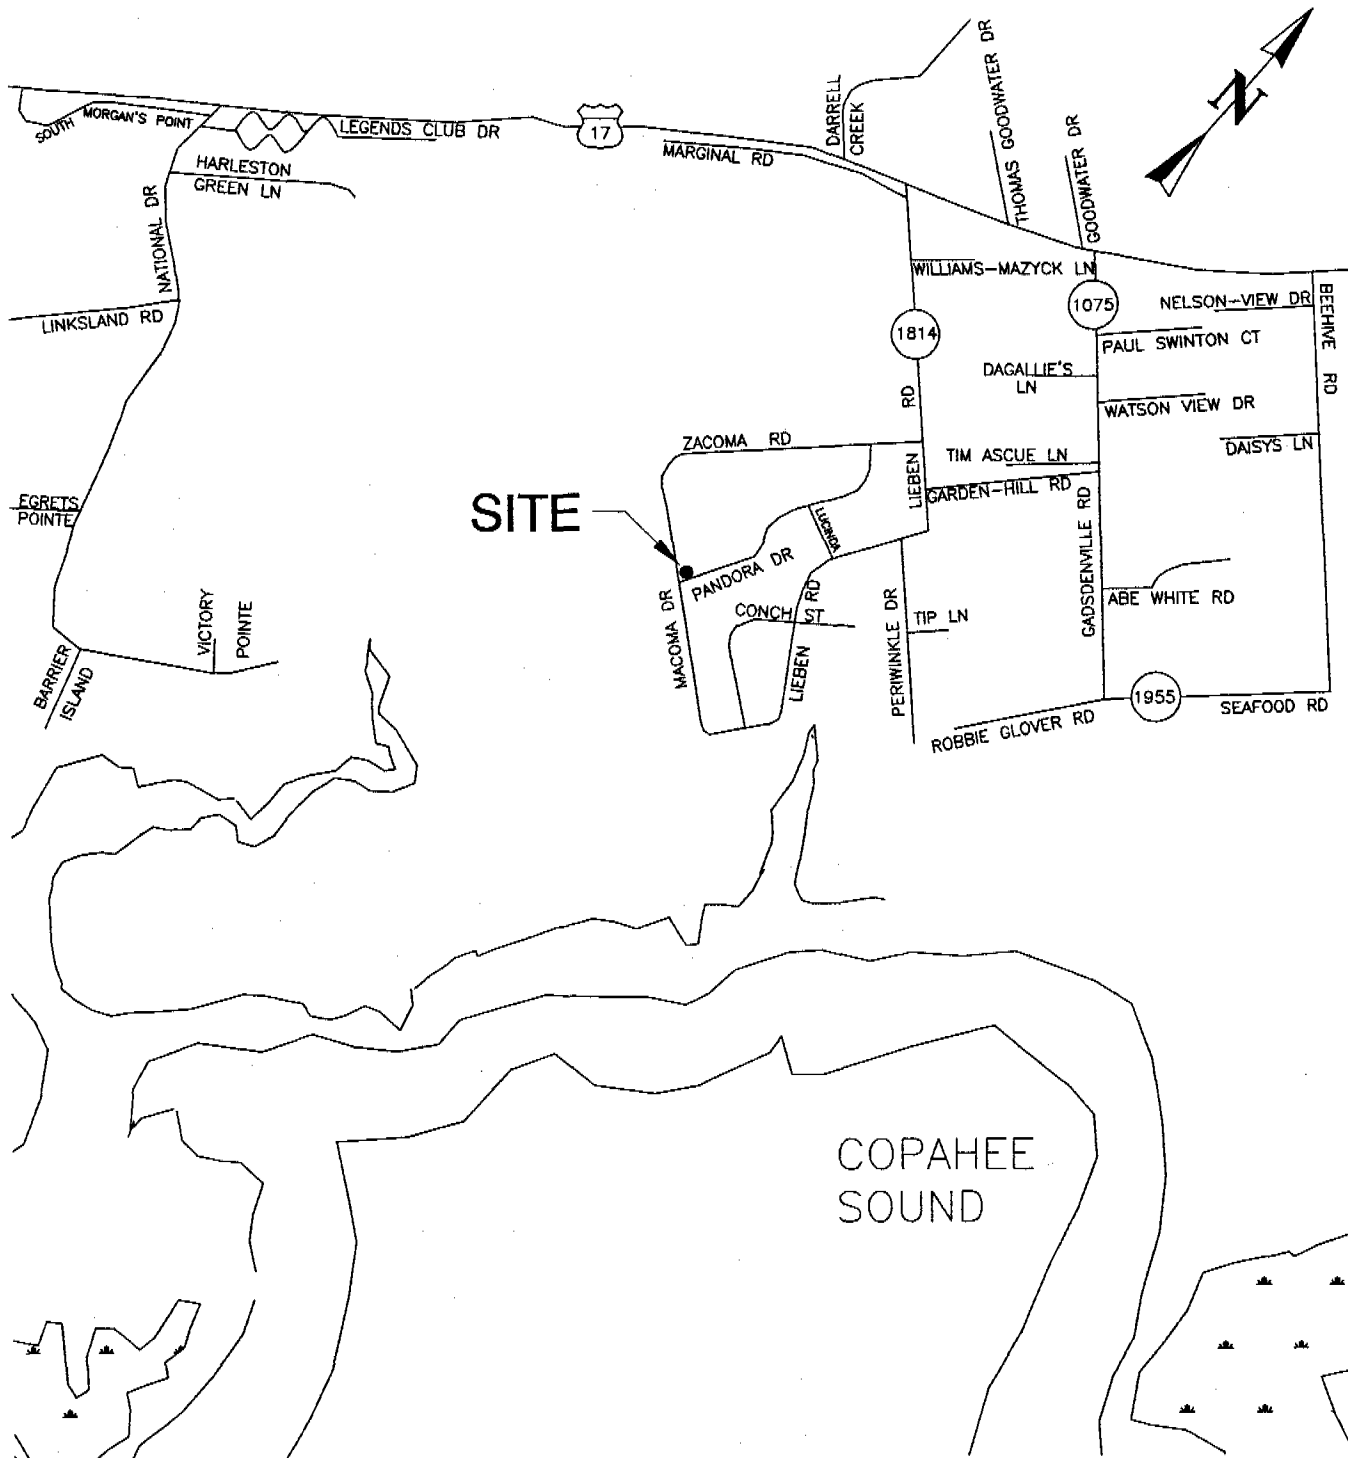 SOUTH
MORGAN'S POINT
LEGENDS CLUB DR
17
MARGINAL RD
DARRELL
CREEK
THOMAS GOODWATER DR
GOODWATER DR
N
HARLESTON
GREEN LN
NATIONAL DR
LINKSLAND RD
WILLIAMS-MAZYCK LN
1075
NELSON-VIEW DR
BEEHIVE RD
1814
PAUL SWINTON CT
DAGALLIE'S
LN
WATSON VIEW DR
DAISYS LN
ZACOMA RD
LIEBEN RD
TIM ASCUE LN
GARDEN-HILL RD
EGRETS
POINTE
SITE
LUCINDA
PANDORA DR
GADSDENVILLE RD
MACOMA DR
CONCH ST
LIEBEN RD
PERIWINKLE DR
TIP LN
ABE WHITE RD
VICTORY
POINTE
BARRIER
ISLAND
1955
SEAFOOD RD
ROBBIE GLOVER RD
COPAHEE
SOUND